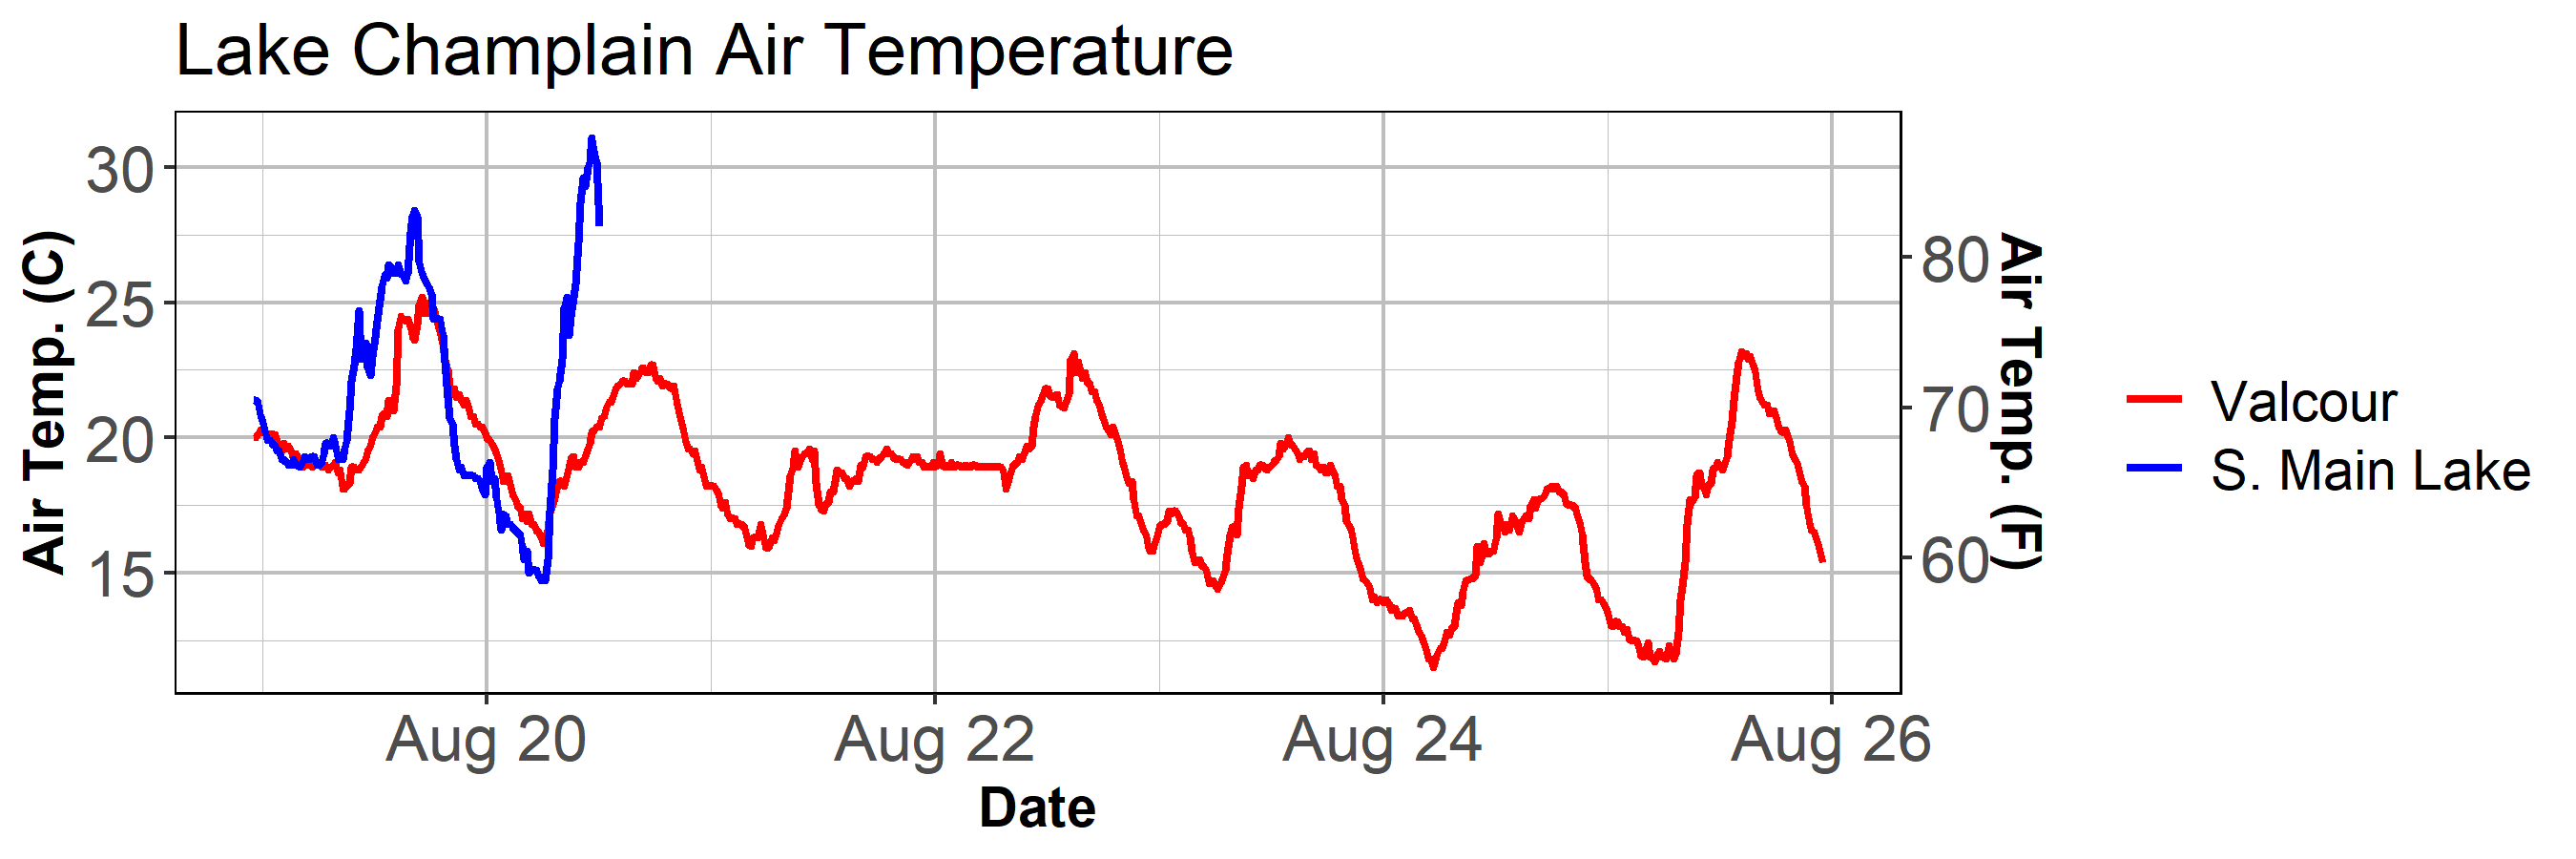 Lake Champlain Air Temperature
Air Temp. (C)
30
25
20
15
80
70
60
Air Temp. (F)
Aug 20
Aug 22
Aug 24
Aug 26
Date
Valcour
S. Main Lake